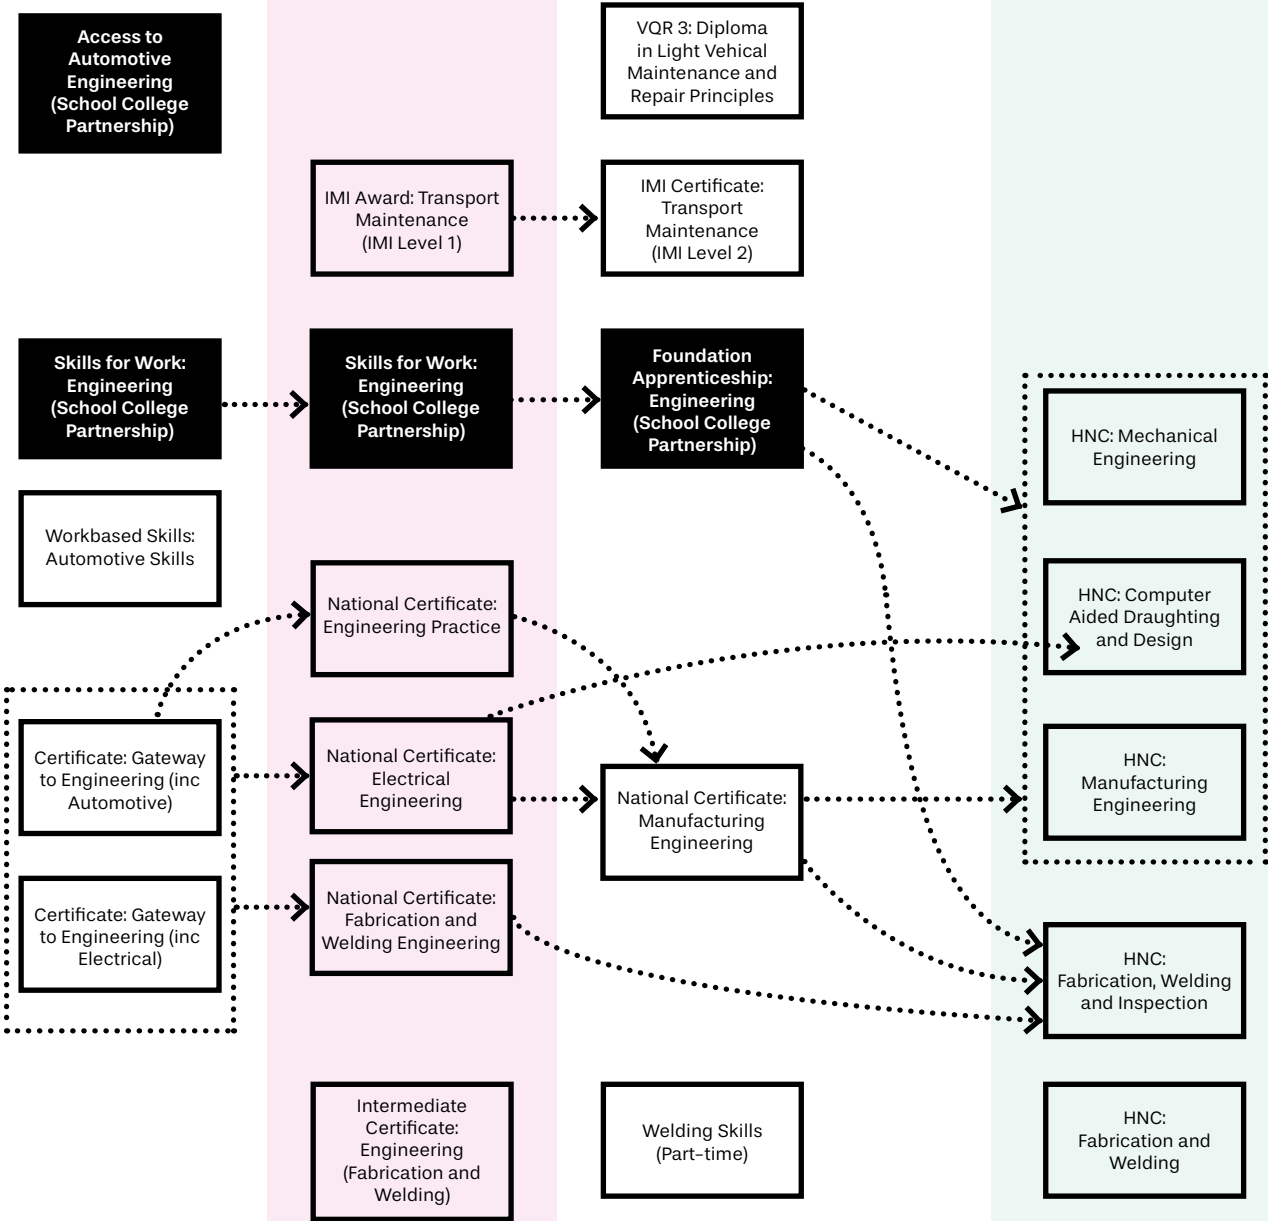 Access to
Automotive
Engineering
(School College
Partnership)
VQR 3: Diploma
in Light Vehical
Maintenance and
Repair Principles
IMI Award: Transport
Maintenance
(IMI Level 1)
IMI Certificate:
Transport
Maintenance
(IMI Level 2)
Skills for Work:
Engineering
(School College
Partnership)
Skills for Work:
Engineering
(School College
Partnership)
Foundation
Apprenticeship:
Engineering
(School College
Partnership)
HNC: Mechanical
Engineering
Workbased Skills:
Automotive Skills
National Certificate:
Engineering Practice
HNC: Computer
Aided Draughting
and Design
Certificate: Gateway
to Engineering (inc
Automotive)
National Certificate:
Electrical
Engineering
National Certificate:
Manufacturing
Engineering
HNC:
Manufacturing
Engineering
Certificate: Gateway
to Engineering (inc
Electrical)
National Certificate:
Fabrication and
Welding Engineering
HNC:
Fabrication, Welding
and Inspection
Intermediate
Certificate:
Engineering
(Fabrication and
Welding)
Welding Skills
(Part-time)
HNC:
Fabrication and
Welding